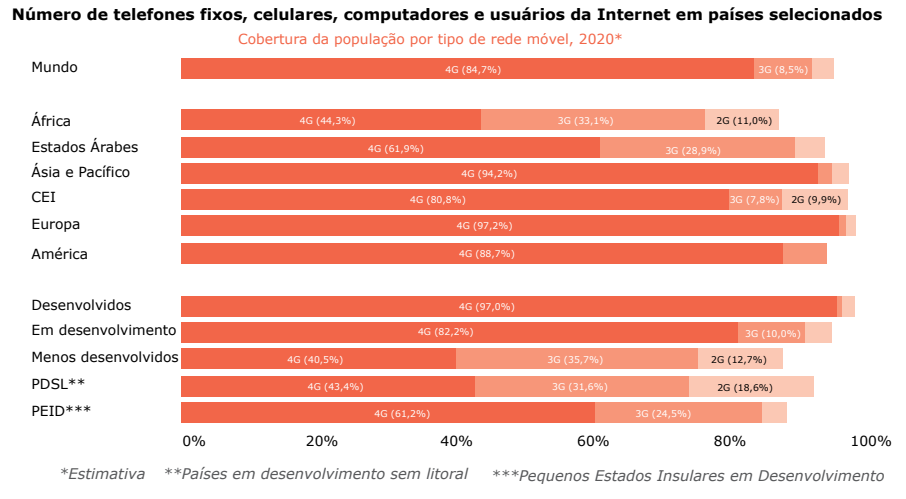 Número de telefones fixos, celulares, computadores e usuários da Internet em países selecionados
Cobertura da população por tipo de rede móvel, 2020*
Mundo 4G (84,7%) 3G (8,5%)
África 4G (44,3%) 3G (33,1%) 2G (11,0%)
Estados Árabes 4G (61,9%) 3G (28,9%)
Ásia e Pacífico 4G (94,2%)
CEI 4G (80,8%) 3G (7,8%) 2G (9,9%)
Europa 4G (97,2%)
América 4G (88,7%)
Desenvolvidos 4G (97,0%)
Em desenvolvimento 4G (82,2%) 3G (10,0%)
Menos desenvolvidos 4G (40,5%) 3G (35,7%) 2G (12,7%)
PDSL** 4G (43,4%) 3G (31,6%) 2G (18,6%)
PEID*** 4G (61,2%) 3G (24,5%)
0% 20% 40% 60% 80% 100%
*Estimativa **Países em desenvolvimento sem litoral ***Pequenos Estados Insulares em Desenvolvimento